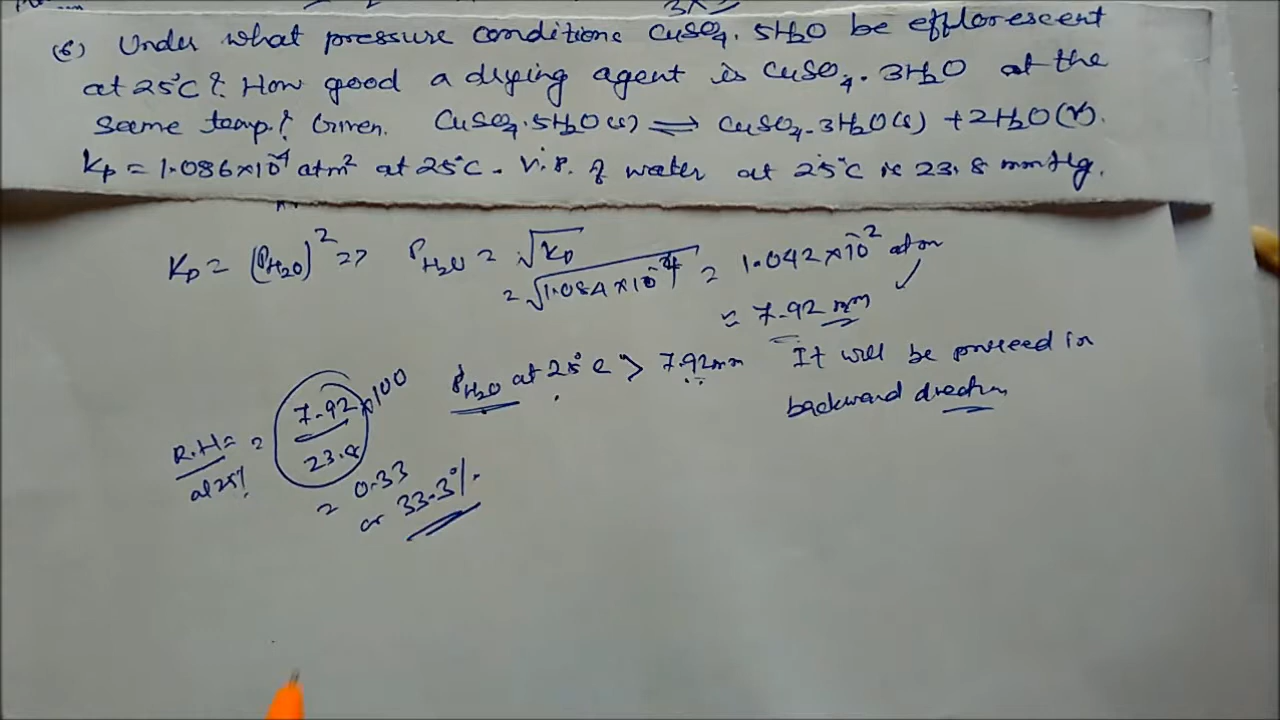 (6) Under what pressure conditions CuSO4. 5H2O be efflorescent
at 25°C? How good a drying agent is CuSO4. 3H2O at the
same temp.? Given. CuSO4.5H2O(s) ⇌ CuSO4.3H2O(s) + 2H2O(v).
Kp = 1.086×10⁻⁴ atm² at 25°C. V.P. of water at 25°C is 23.8 mmHg.
Kp = (PH2O)² => PH2O = √Kp
= √1.084×10⁻⁴ = 1.042×10⁻² atm
= 7.92 mm
PH2O at 25°C > 7.92mm It will be proceed in
backward direction
R.H = = 7.92/23.8 ×100
at 25%
= 0.33
or 33.3%.